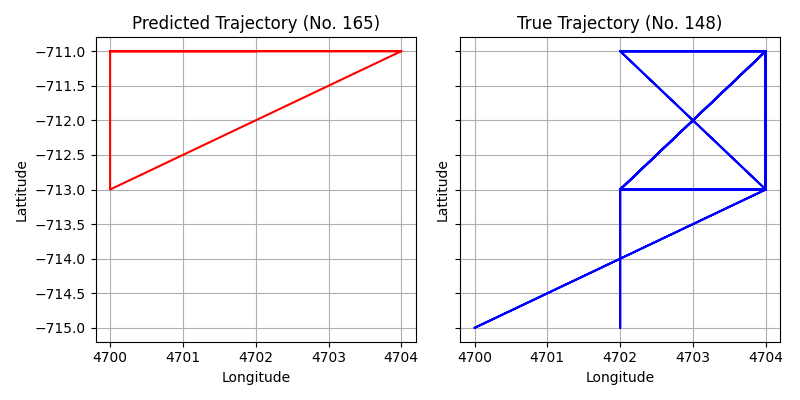 Predicted Trajectory (No. 165)
True Trajectory (No. 148)
Lattitude
−711.0
−711.5
−712.0
−712.5
−713.0
−713.5
−714.0
−714.5
−715.0
4700 4701 4702 4703 4704
Longitude
Lattitude
4700 4701 4702 4703 4704
Longitude